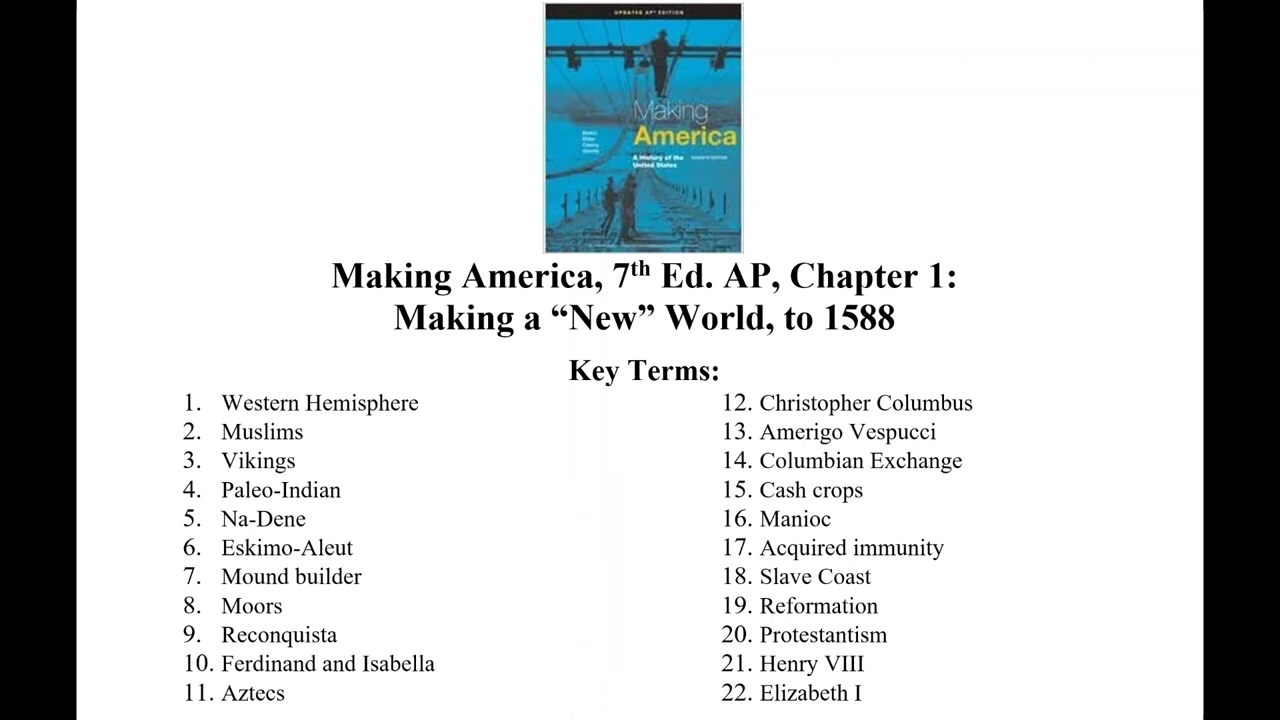 UPDATED AP® EDITION
Making
America
A History of the
United States
SEVENTH EDITION
Making America, 7th Ed. AP, Chapter 1:
Making a “New” World, to 1588
Key Terms:
1. Western Hemisphere
2. Muslims
3. Vikings
4. Paleo-Indian
5. Na-Dene
6. Eskimo-Aleut
7. Mound builder
8. Moors
9. Reconquista
10. Ferdinand and Isabella
11. Aztecs
12. Christopher Columbus
13. Amerigo Vespucci
14. Columbian Exchange
15. Cash crops
16. Manioc
17. Acquired immunity
18. Slave Coast
19. Reformation
20. Protestantism
21. Henry VIII
22. Elizabeth I